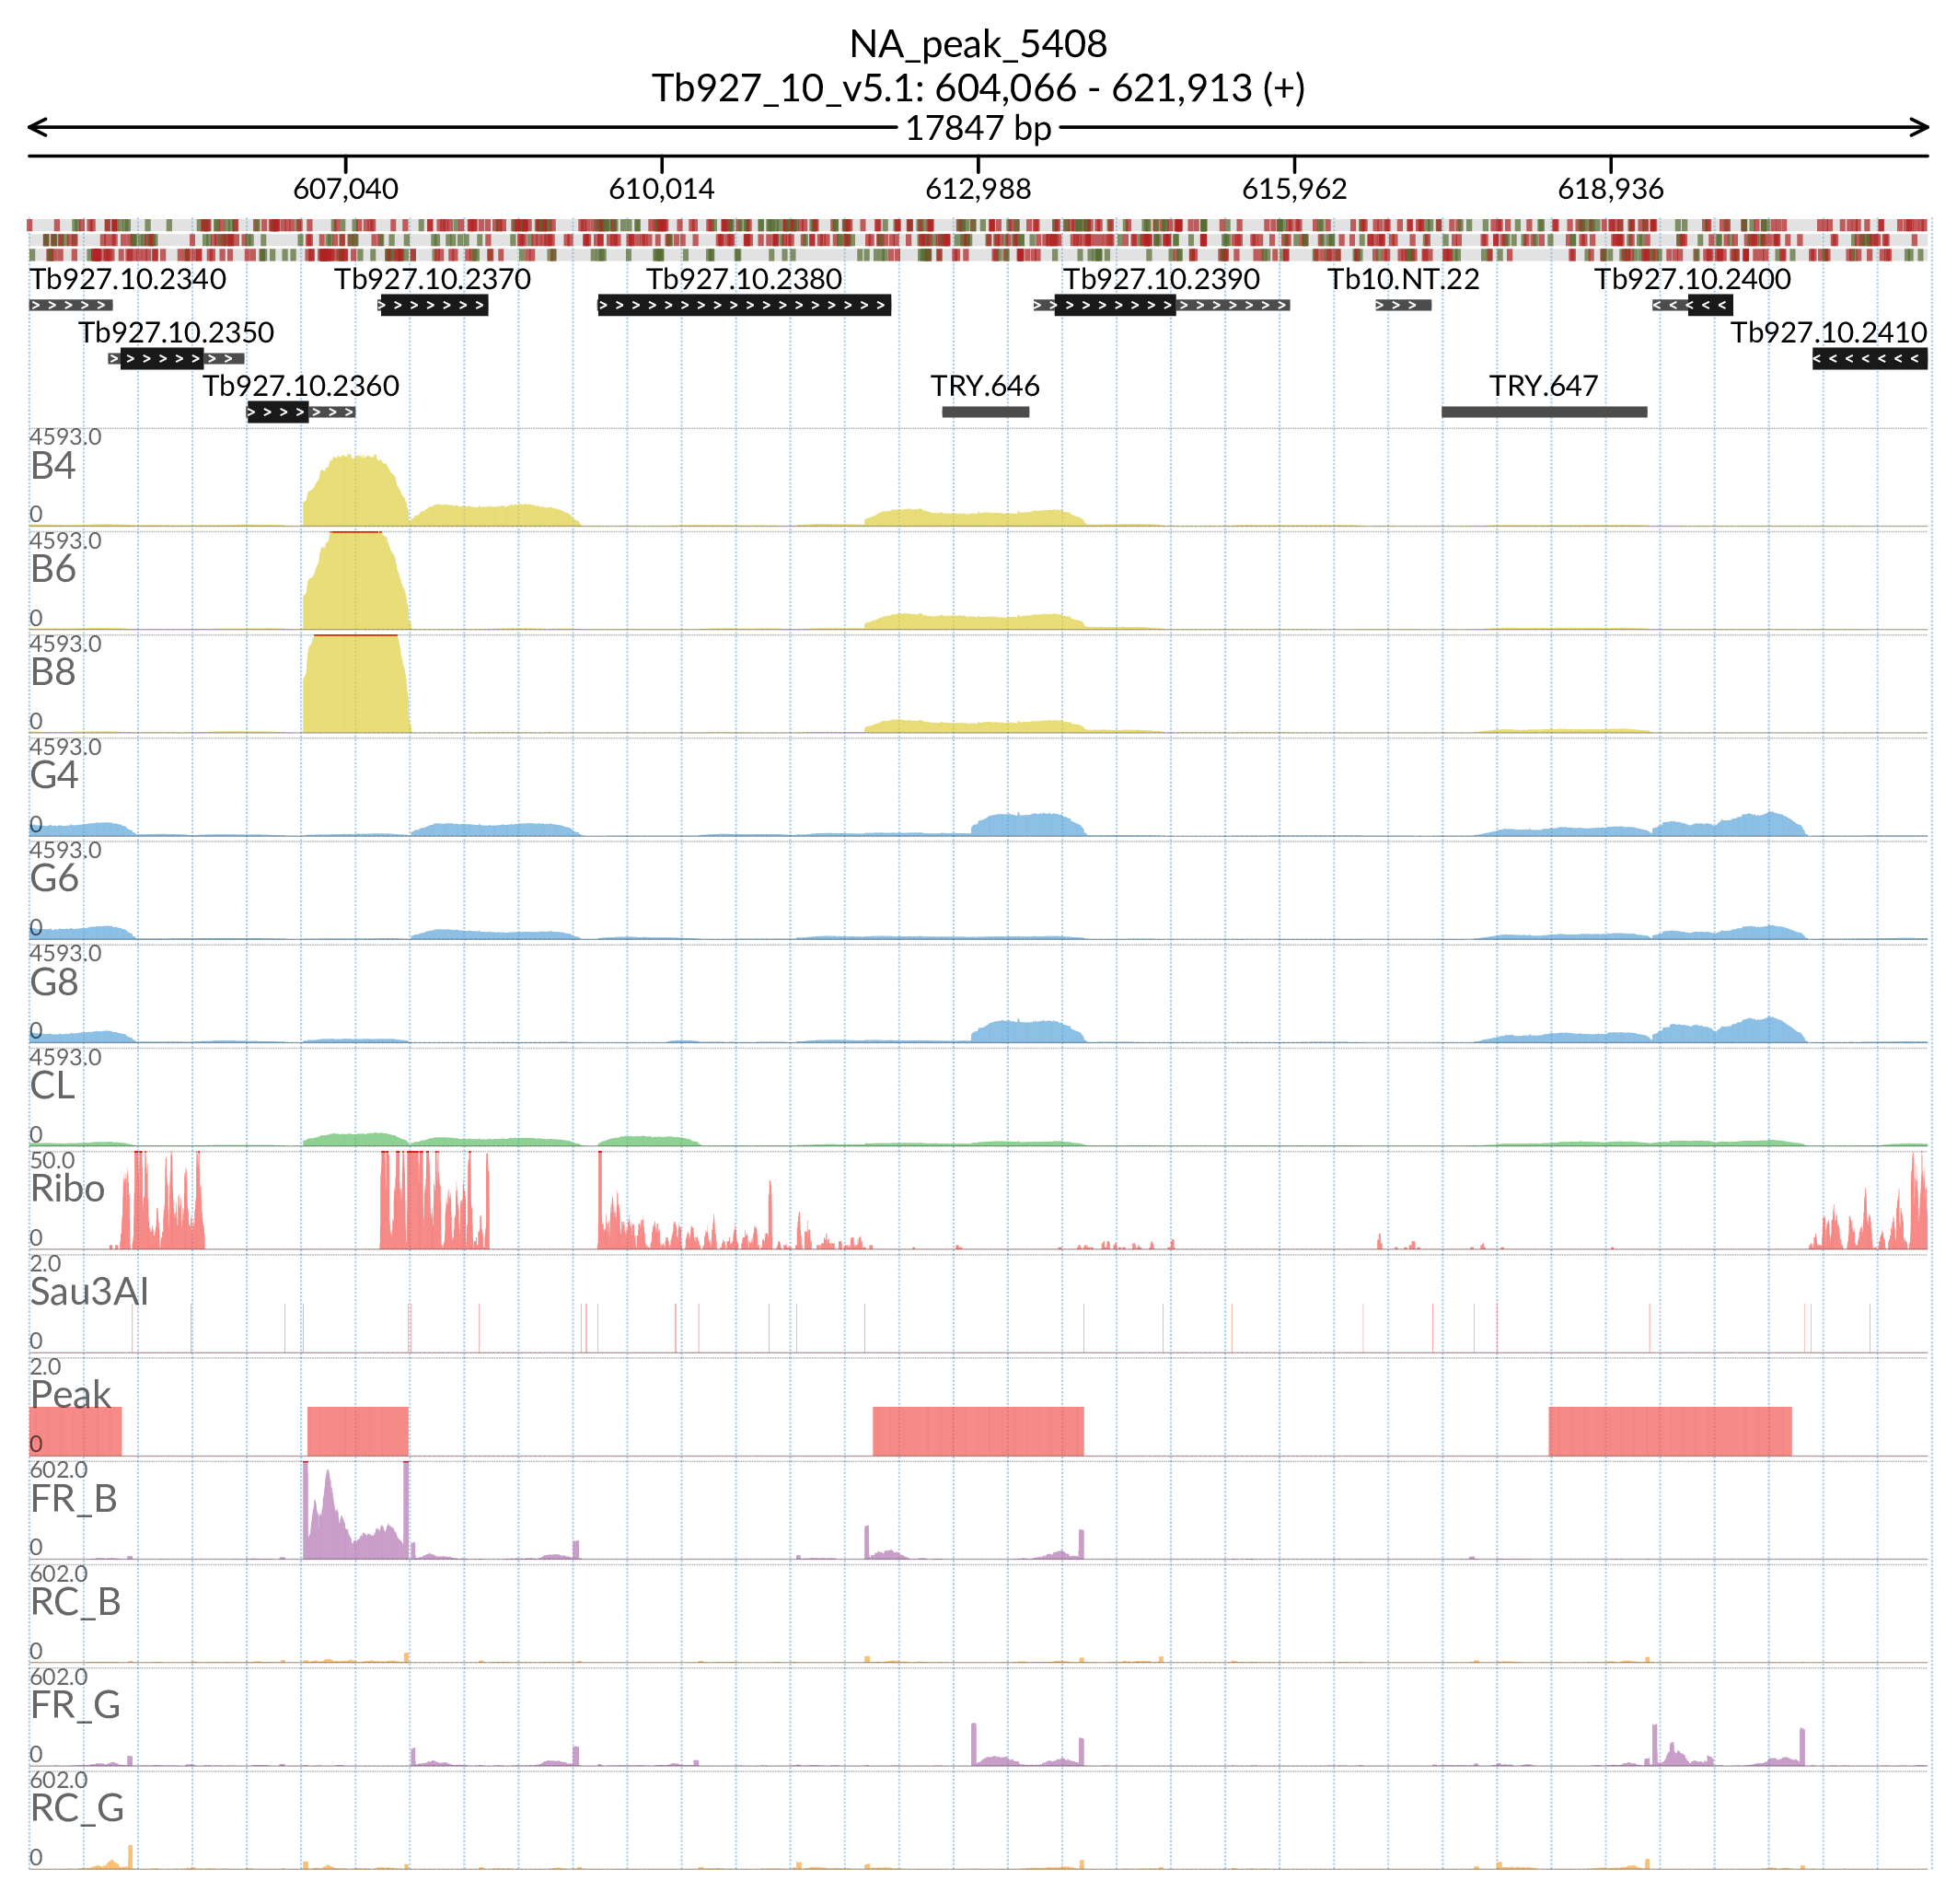 NA_peak_5408
Tb927_10_v5.1: 604,066 - 621,913 (+)
17847 bp
607,040 610,014 612,988 615,962 618,936
Tb927.10.2340 Tb927.10.2370 Tb927.10.2380 Tb927.10.2390 Tb10.NT.22 Tb927.10.2400
Tb927.10.2350 Tb927.10.2410
Tb927.10.2360 TRY.646 TRY.647
4593.0
B4
0
4593.0
B6
0
4593.0
B8
0
4593.0
G4
0
4593.0
G6
0
4593.0
G8
0
4593.0
CL
0
50.0
Ribo
0
2.0
Sau3AI
0
2.0
Peak
0
602.0
FR_B
0
602.0
RC_B
0
602.0
FR_G
0
602.0
RC_G
0